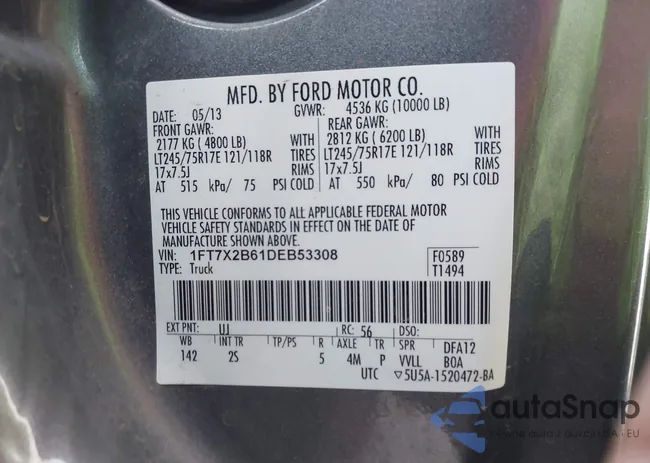 MFD. BY FORD MOTOR CO.
DATE: 05/13 GVWR: 4536 KG (10000 LB)
FRONT GAWR: REAR GAWR:
2177 KG ( 4800 LB) WITH 2812 KG ( 6200 LB) WITH
LT245/75R17E 121/118R TIRES LT245/75R17E 121/118R TIRES
17x7.5J RIMS 17x7.5J RIMS
AT 515 kPa/ 75 PSI COLD AT 550 kPa/ 80 PSI COLD
THIS VEHICLE CONFORMS TO ALL APPLICABLE FEDERAL MOTOR
VEHICLE SAFETY STANDARDS IN EFFECT ON THE DATE OF
MANUFACTURE SHOWN ABOVE.
VIN: 1FT7X2B61DEB53308 F0589
TYPE: Truck T1494
EXT PNT: UJ RC: 56 DSO:
WB INT TR TP/PS R AXLE TR SPR DFA12
142 2S 5 4M P VVLL BOA
UTC ▽5U5A-1520472-BA
autoSnap